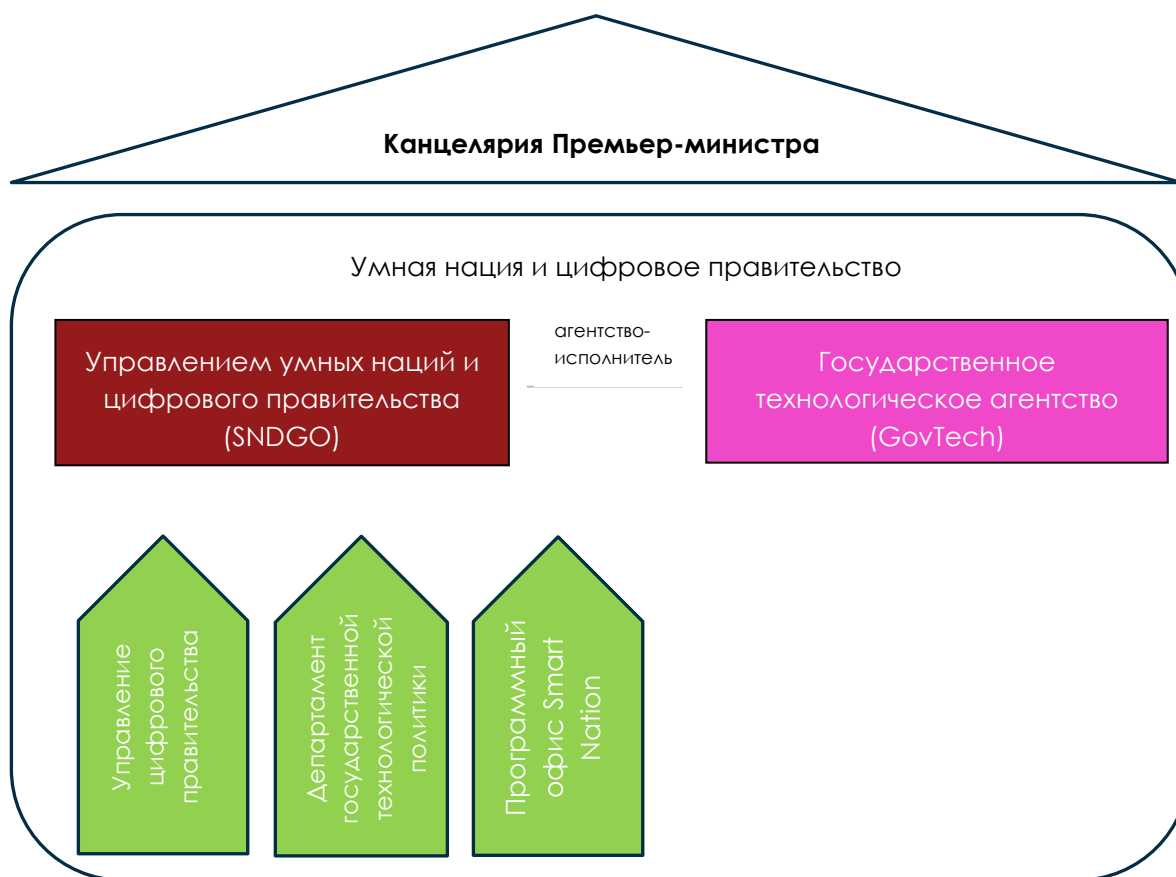 Канцелярия Премьер-министра
Умная нация и цифровое правительство
Управлением умных наций и
цифрового правительства
(SNDGO)
агентство-
исполнитель
Государственное
технологическое агентство
(GovTech)
Управление
цифрового
правительства
Департамент
государственной
технологической
политики
Программный
офис Smart
Nation